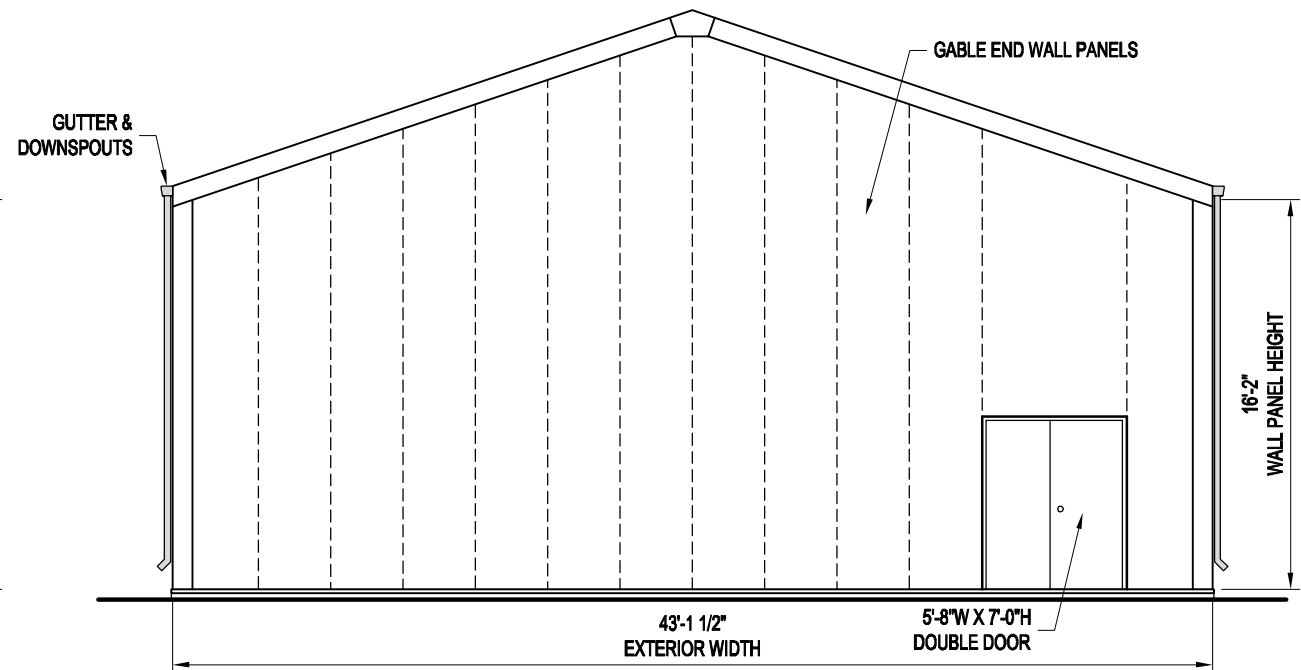 GABLE END WALL PANELS
GUTTER &
DOWNSPOUTS
16'-2"
WALL PANEL HEIGHT
43'-1 1/2"
EXTERIOR WIDTH
5'-8"W X 7'-0"H
DOUBLE DOOR